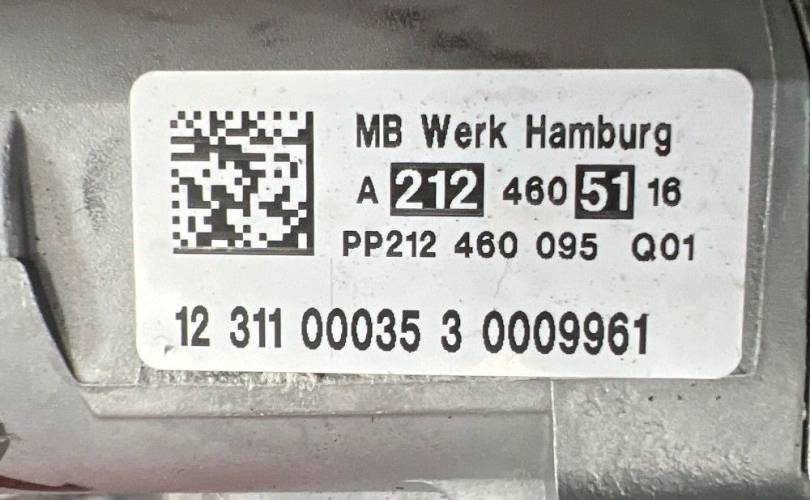 MB Werk Hamburg
A 212 460 51 16
PP212 460 095 Q01
12 311 00035 3 0009961